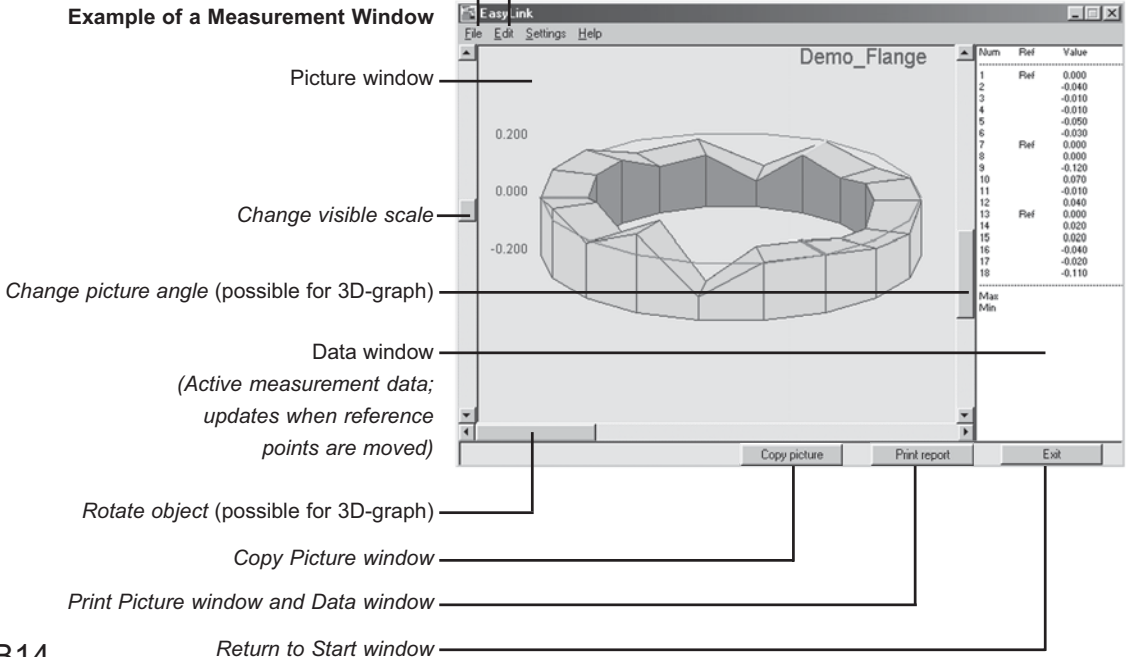 Example of a Measurement Window
EasyLink
File Edit Settings Help
Picture window
Demo_Flange
Num Ref Value
1 Ref 0.000
2 -0.040
3 -0.010
4 -0.010
5 -0.050
6 -0.030
7 Ref 0.000
8 0.000
9 -0.120
10 0.070
11 -0.010
12 0.040
13 Ref 0.000
14 0.020
15 0.020
16 -0.040
17 -0.020
18 -0.110
Max
Min
0.200
0.000
-0.200
Change visible scale
Change picture angle (possible for 3D-graph)
Data window
(Active measurement data;
updates when reference
points are moved)
Copy picture Print report Exit
Rotate object (possible for 3D-graph)
Copy Picture window
Print Picture window and Data window
Return to Start window
B14